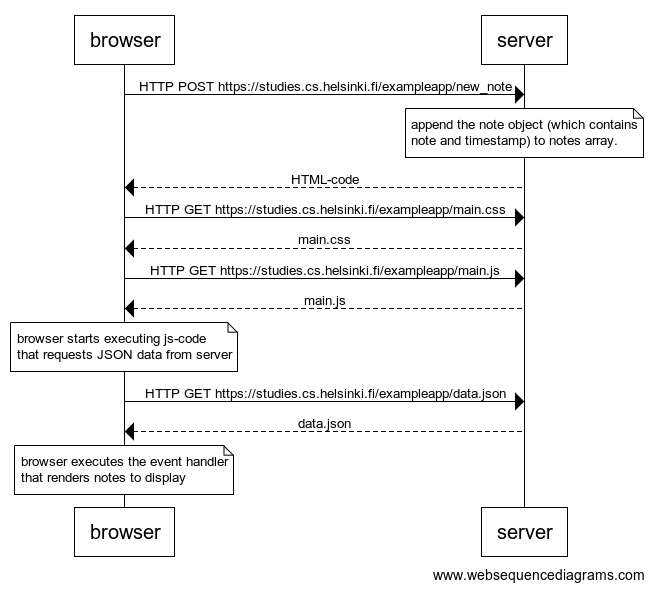 browser
server
HTTP POST https://studies.cs.helsinki.fi/exampleapp/new_note
append the note object (which contains
note and timestamp) to notes array.
HTML-code
HTTP GET https://studies.cs.helsinki.fi/exampleapp/main.css
main.css
HTTP GET https://studies.cs.helsinki.fi/exampleapp/main.js
main.js
browser starts executing js-code
that requests JSON data from server
HTTP GET https://studies.cs.helsinki.fi/exampleapp/data.json
data.json
browser executes the event handler
that renders notes to display
browser
server
www.websequencediagrams.com